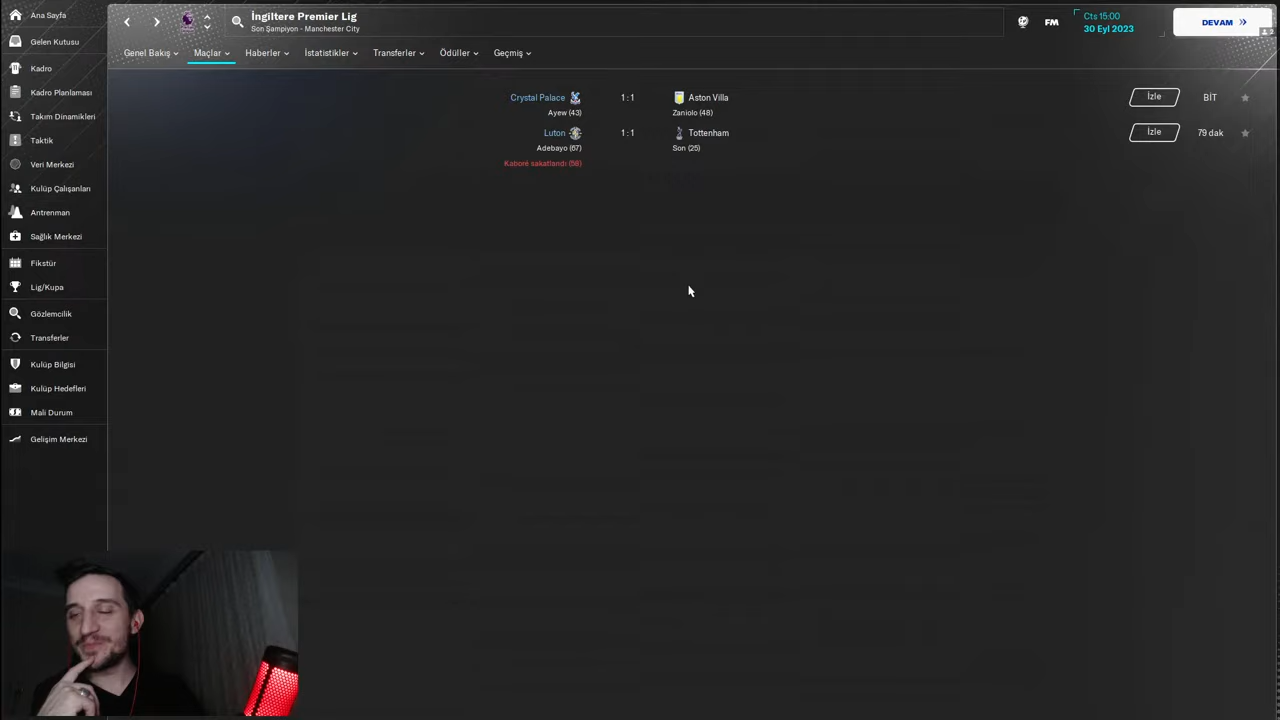 Ana Sayfa
Gelen Kutusu
Kadro
Kadro Planlaması
Takım Dinamikleri
Taktik
Veri Merkezi
Kulüp Çalışanları
Antrenman
Sağlık Merkezi
Fikstür
Lig/Kupa
Gözlemcilik
Transferler
Kulüp Bilgisi
Kulüp Hedefleri
Mali Durum
Gelişim Merkezi
İngiltere Premier Lig
Son Şampiyon - Manchester City
FM
Cts 15:00
30 Eyl 2023
DEVAM
2
Genel Bakış
Maçlar
Haberler
İstatistikler
Transferler
Ödüller
Geçmiş
Crystal Palace 1 : 1 Aston Villa İzle BİT
Ayew (43) Zaniolo (48)
Luton 1 : 1 Tottenham İzle 79 dak
Adebayo (67) Son (25)
Kaboré sakatlandı (58)